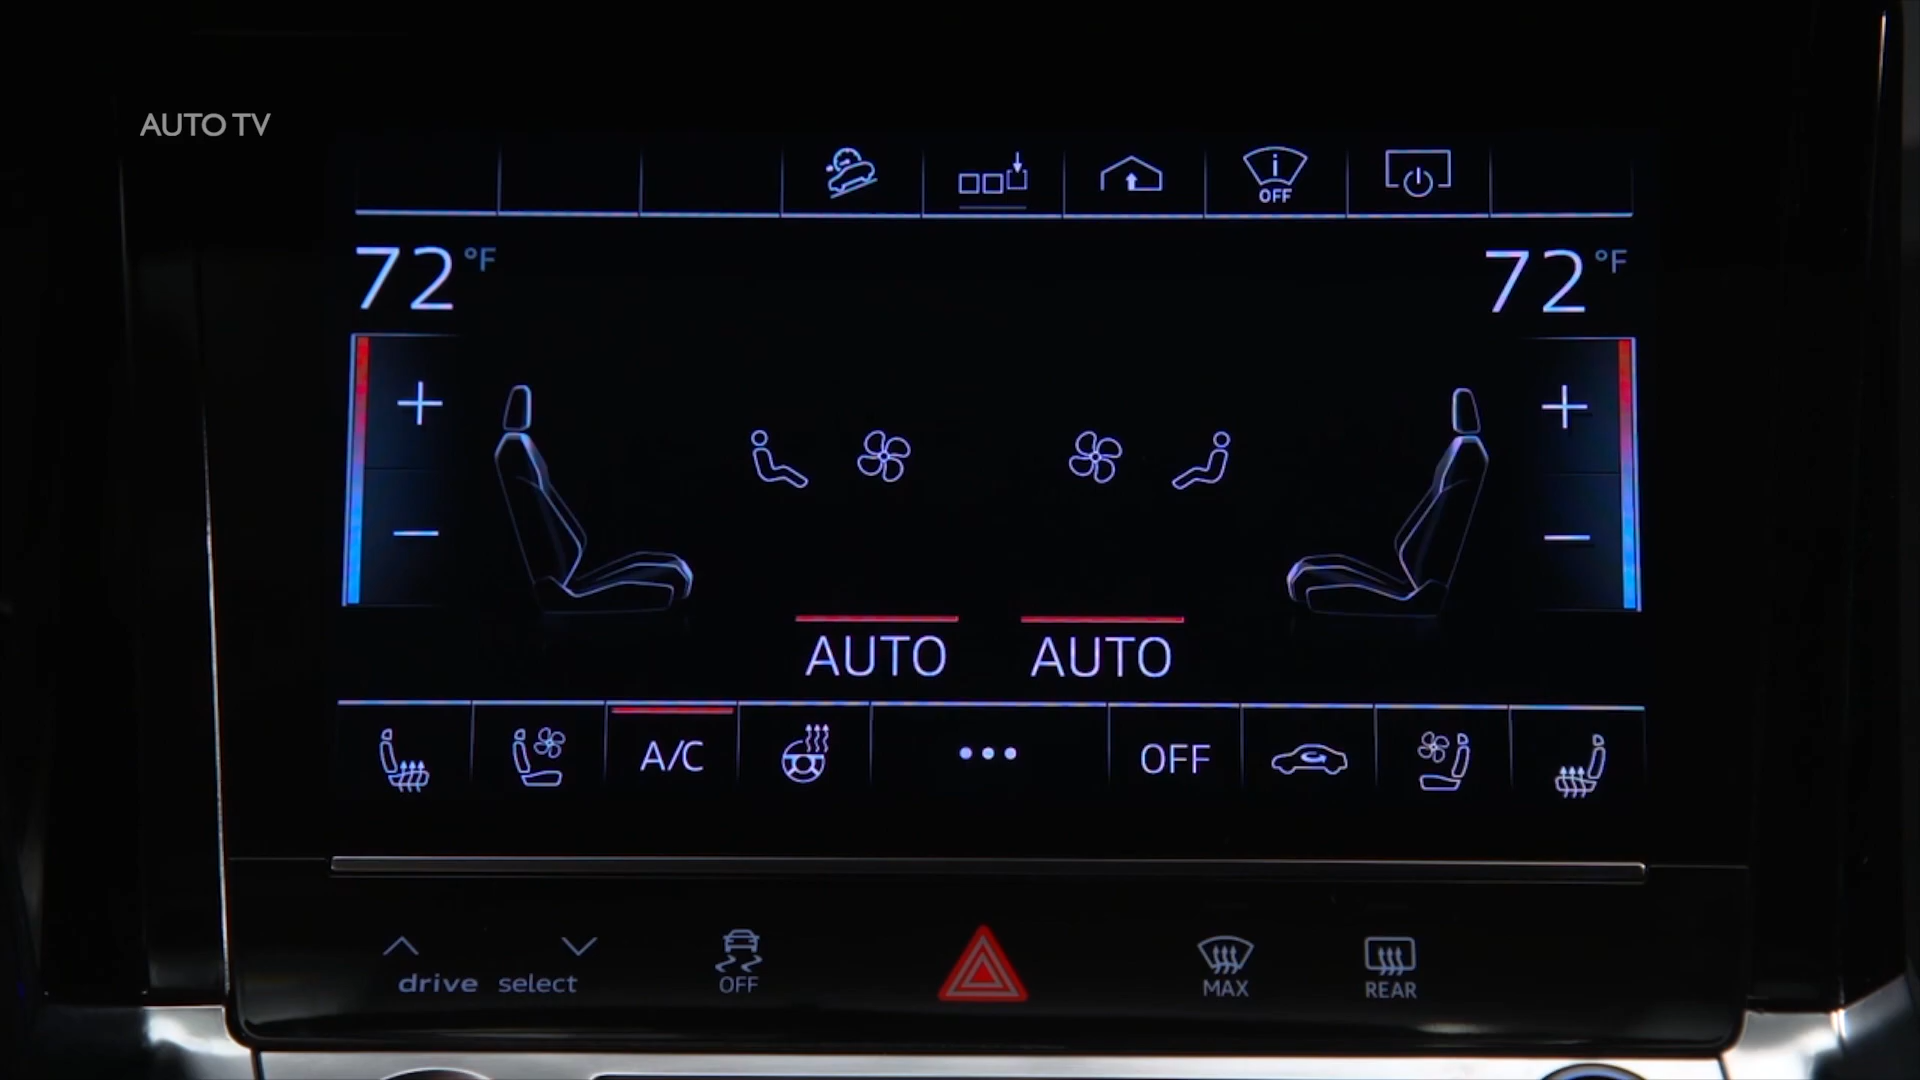 AUTO TV
i
OFF
72 °F
72 °F
+
+
−
−
AUTO
AUTO
A/C
•••
OFF
drive select
OFF
MAX
REAR